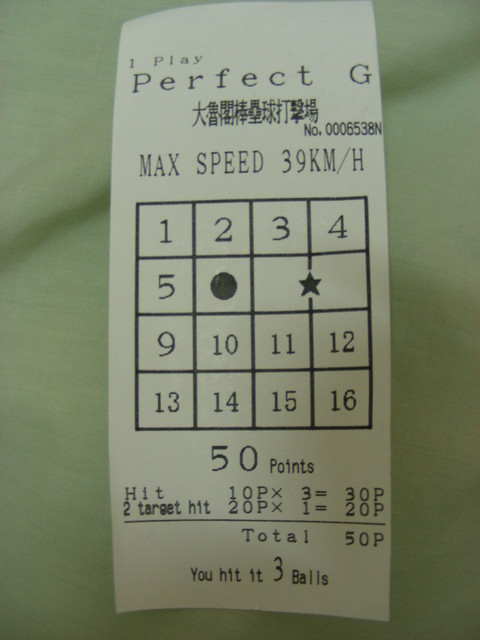 1 Play
Perfect G
大魯閣棒壘球打擊場
No.0006538N
MAX SPEED 39KM/H
1 2 3 4
5 ● ★
9 10 11 12
13 14 15 16
50 Points
Hit 10P× 3= 30P
2 target hit 20P× 1= 20P
Total 50P
You hit it 3 Balls